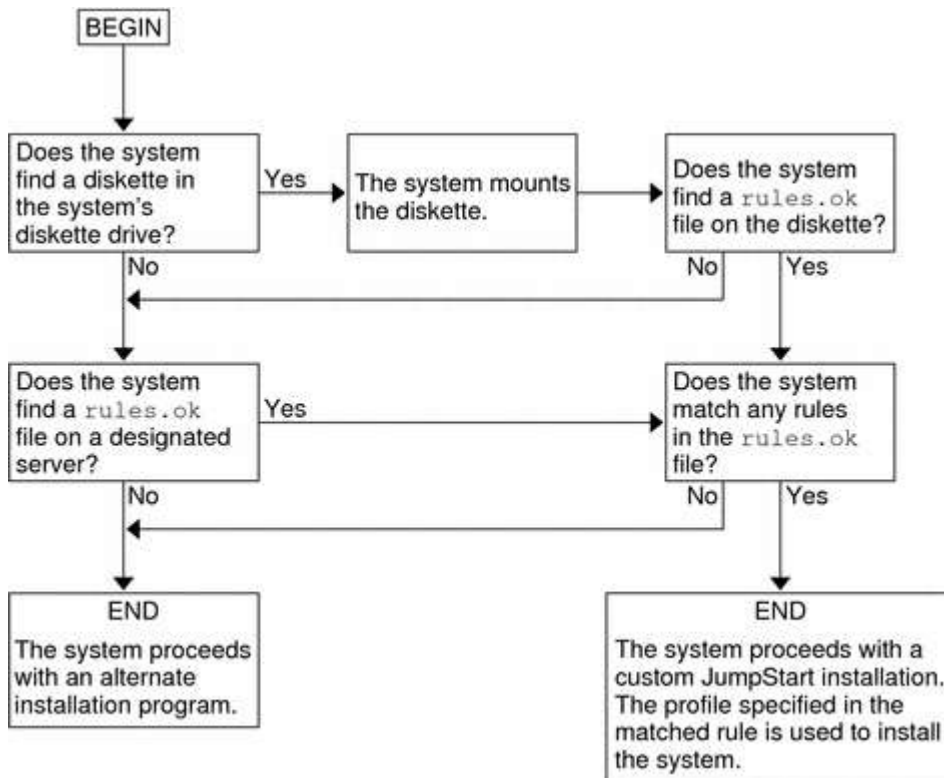 BEGIN
Does the system
find a diskette in
the system's
diskette drive?
Yes
The system mounts
the diskette.
Does the system
find a rules.ok
file on the diskette?
No
No
Yes
Does the system
find a rules.ok
file on a designated
server?
Yes
Does the system
match any rules
in the rules.ok
file?
No
No
Yes
END
The system proceeds
with an alternate
installation program.
END
The system proceeds with a
custom JumpStart installation.
The profile specified in the
matched rule is used to install
the system.